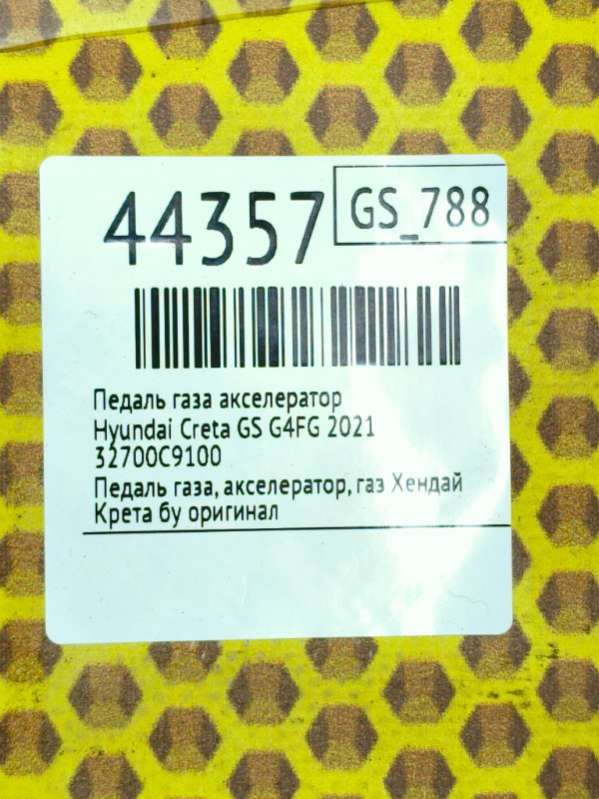 44357
GS_788
Педаль газа акселератор
Hyundai Creta GS G4FG 2021
32700C9100
Педаль газа, акселератор, газ Хендай
Крета бу оригинал